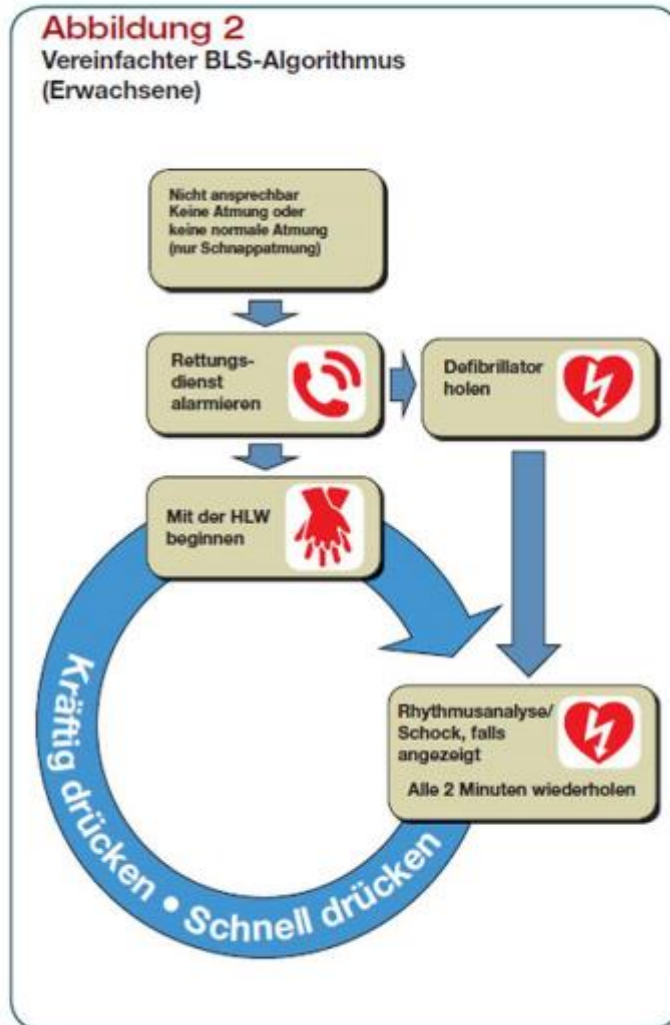 Abbildung 2
Vereinfachter BLS-Algorithmus
(Erwachsene)
Nicht ansprechbar
Keine Atmung oder
keine normale Atmung
(nur Schnappatmung)
Rettungs-
dienst
alarmieren
Defibrillator
holen
Mit der HLW
beginnen
Rhythmusanalyse/
Schock, falls
angezeigt
Alle 2 Minuten wiederholen
Kräftig drücken • Schnell drücken